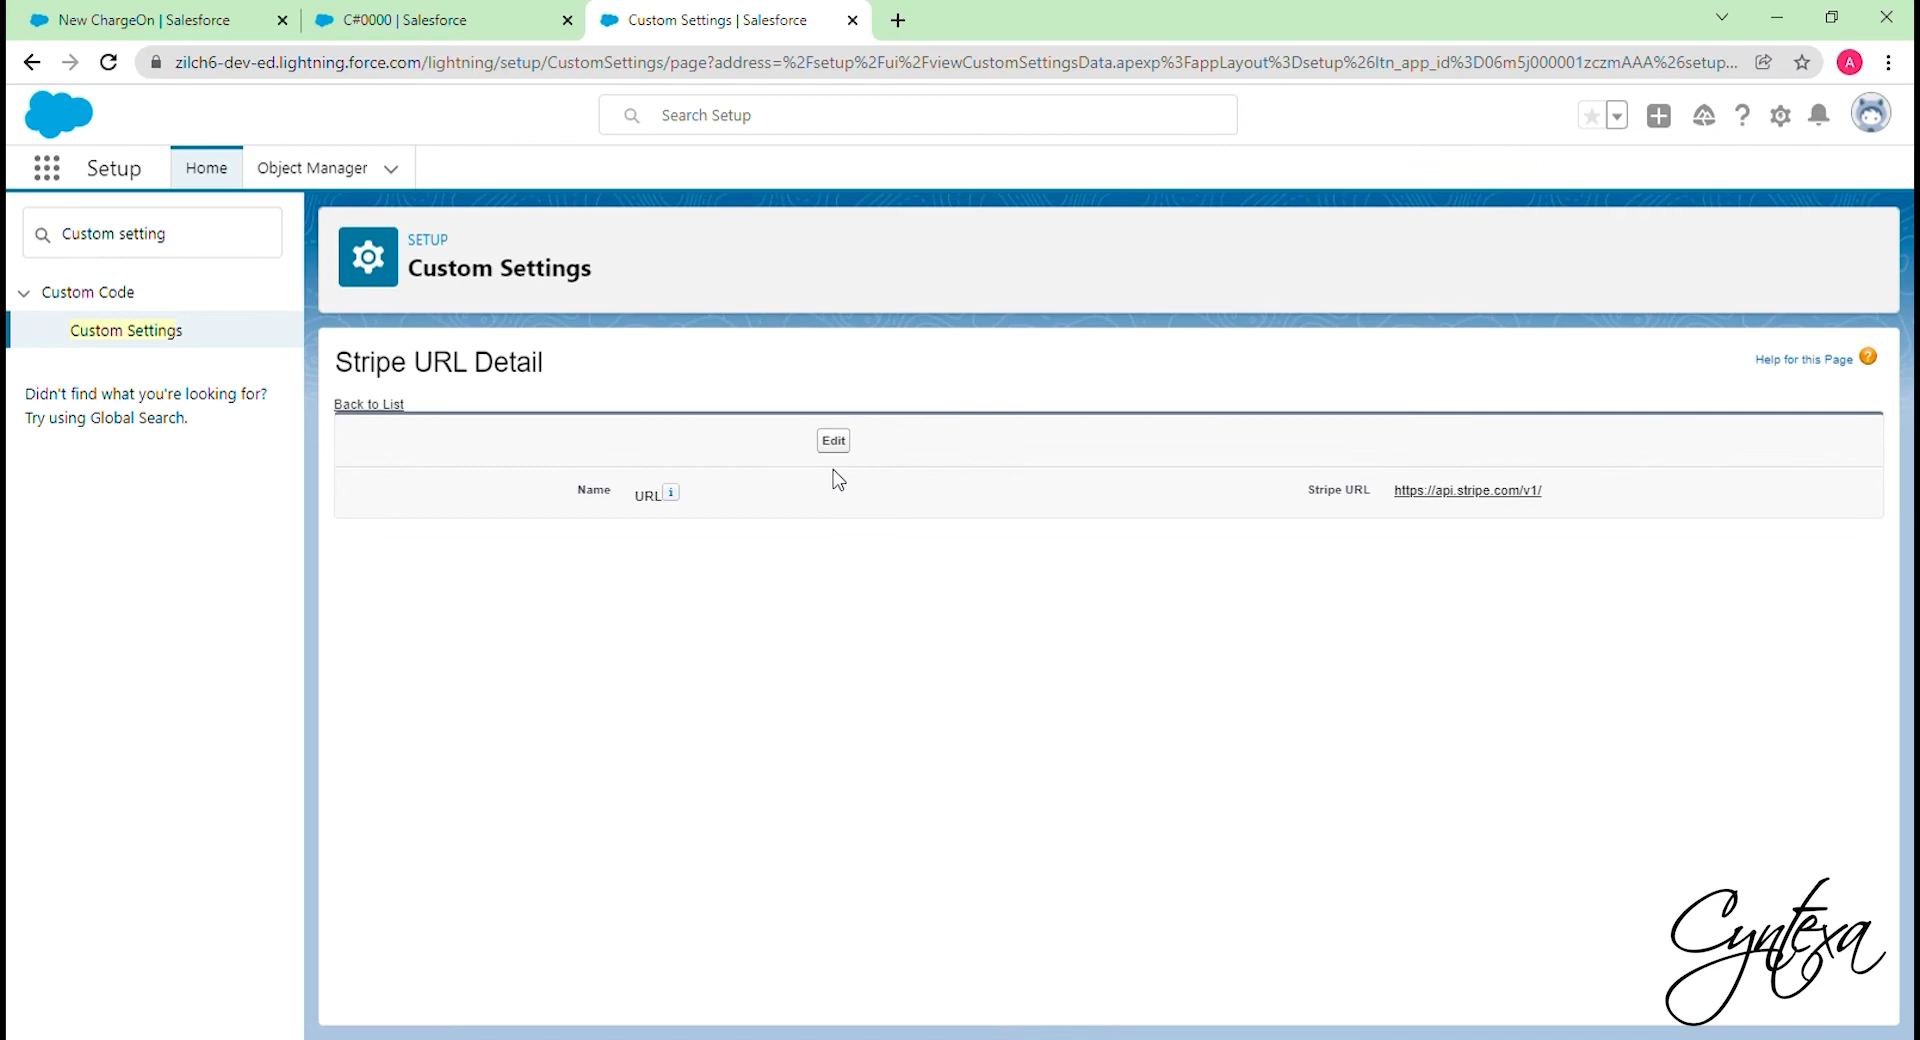 New ChargeOn | Salesforce
C#0000 | Salesforce
Custom Settings | Salesforce
zilch6-dev-ed.lightning.force.com/lightning/setup/CustomSettings/page?address=%2Fsetup%2Fui%2FviewCustomSettingsData.apexp%3FappLayout%3Dsetup%26ltn_app_id%3D06m5j000001zczmAAA%26setup...
A
Search Setup
Setup
Home
Object Manager
Custom setting
Custom Code
Custom Settings
Didn't find what you're looking for?
Try using Global Search.
SETUP
Custom Settings
Stripe URL Detail
Help for this Page
Back to List
Edit
Name URL
Stripe URL https://api.stripe.com/v1/
Cyntexa